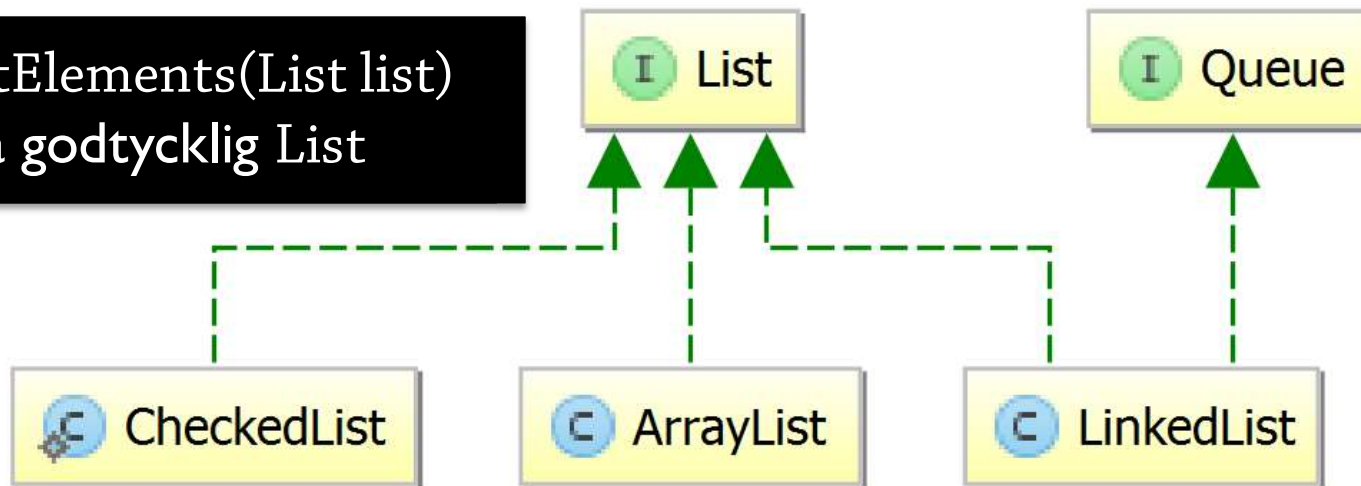 tElements(List list)
godtycklig List
I List
I Queue
C CheckedList
C ArrayList
C LinkedList